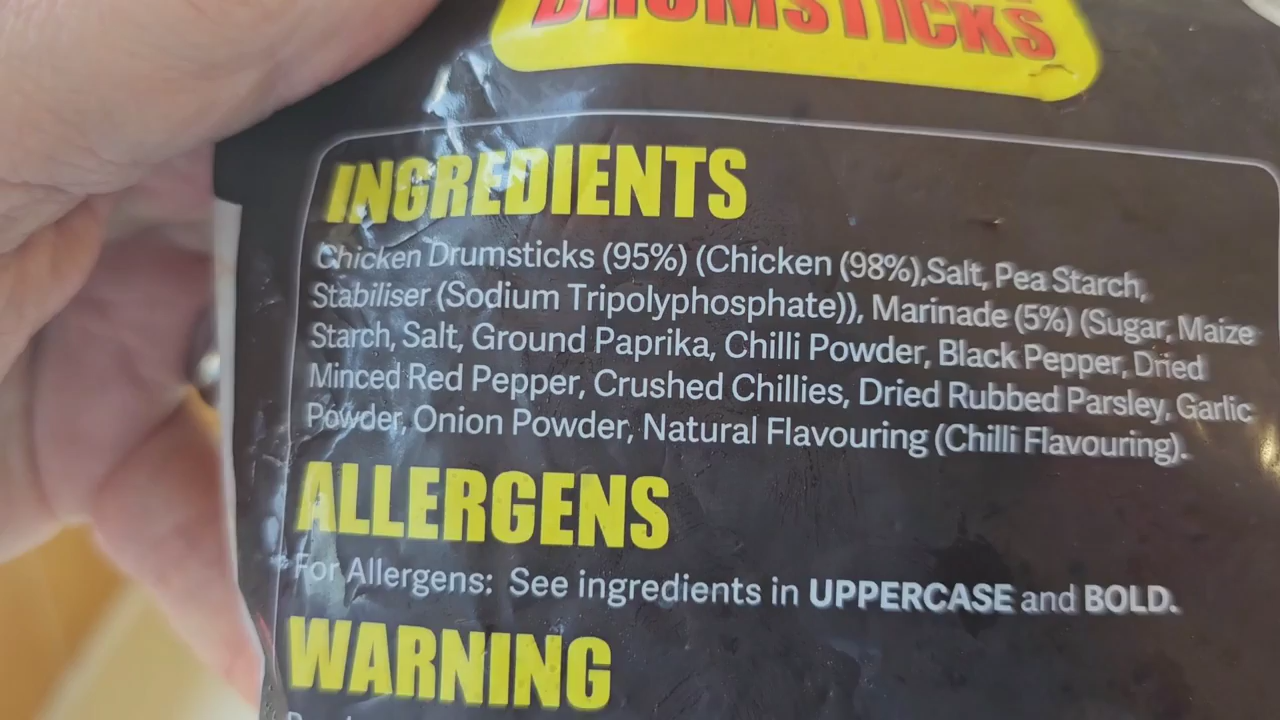 DRUMSTICKS
INGREDIENTS
Chicken Drumsticks (95%) (Chicken (98%),Salt, Pea Starch,
Stabiliser (Sodium Tripolyphosphate)), Marinade (5%) (Sugar, Maize
Starch, Salt, Ground Paprika, Chilli Powder, Black Pepper, Dried
Minced Red Pepper, Crushed Chillies, Dried Rubbed Parsley, Garlic
Powder, Onion Powder, Natural Flavouring (Chilli Flavouring).
ALLERGENS
For Allergens: See ingredients in UPPERCASE and BOLD.
WARNING